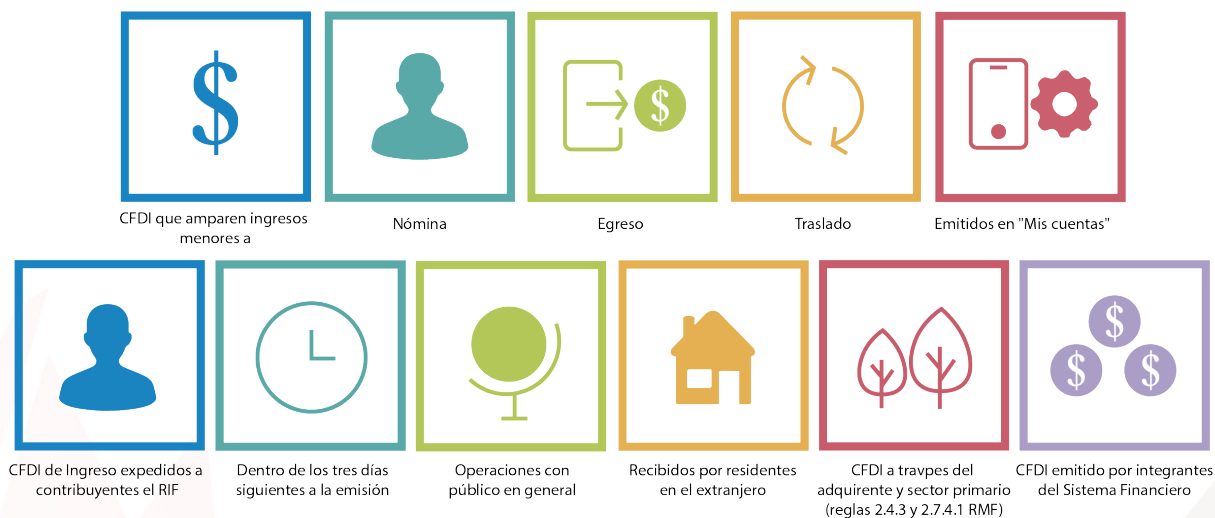 $
$
CFDI que amparen ingresos
menores a
Nómina
Egreso
Traslado
Emitidos en "Mis cuentas"
$
$
$
CFDI de Ingreso expedidos a
contribuyentes el RIF
Dentro de los tres días
siguientes a la emisión
Operaciones con
público en general
Recibidos por residentes
en el extranjero
CFDI a travpes del
adquirente y sector primario
(reglas 2.4.3 y 2.7.4.1 RMF)
CFDI emitido por integrantes
del Sistema Financiero